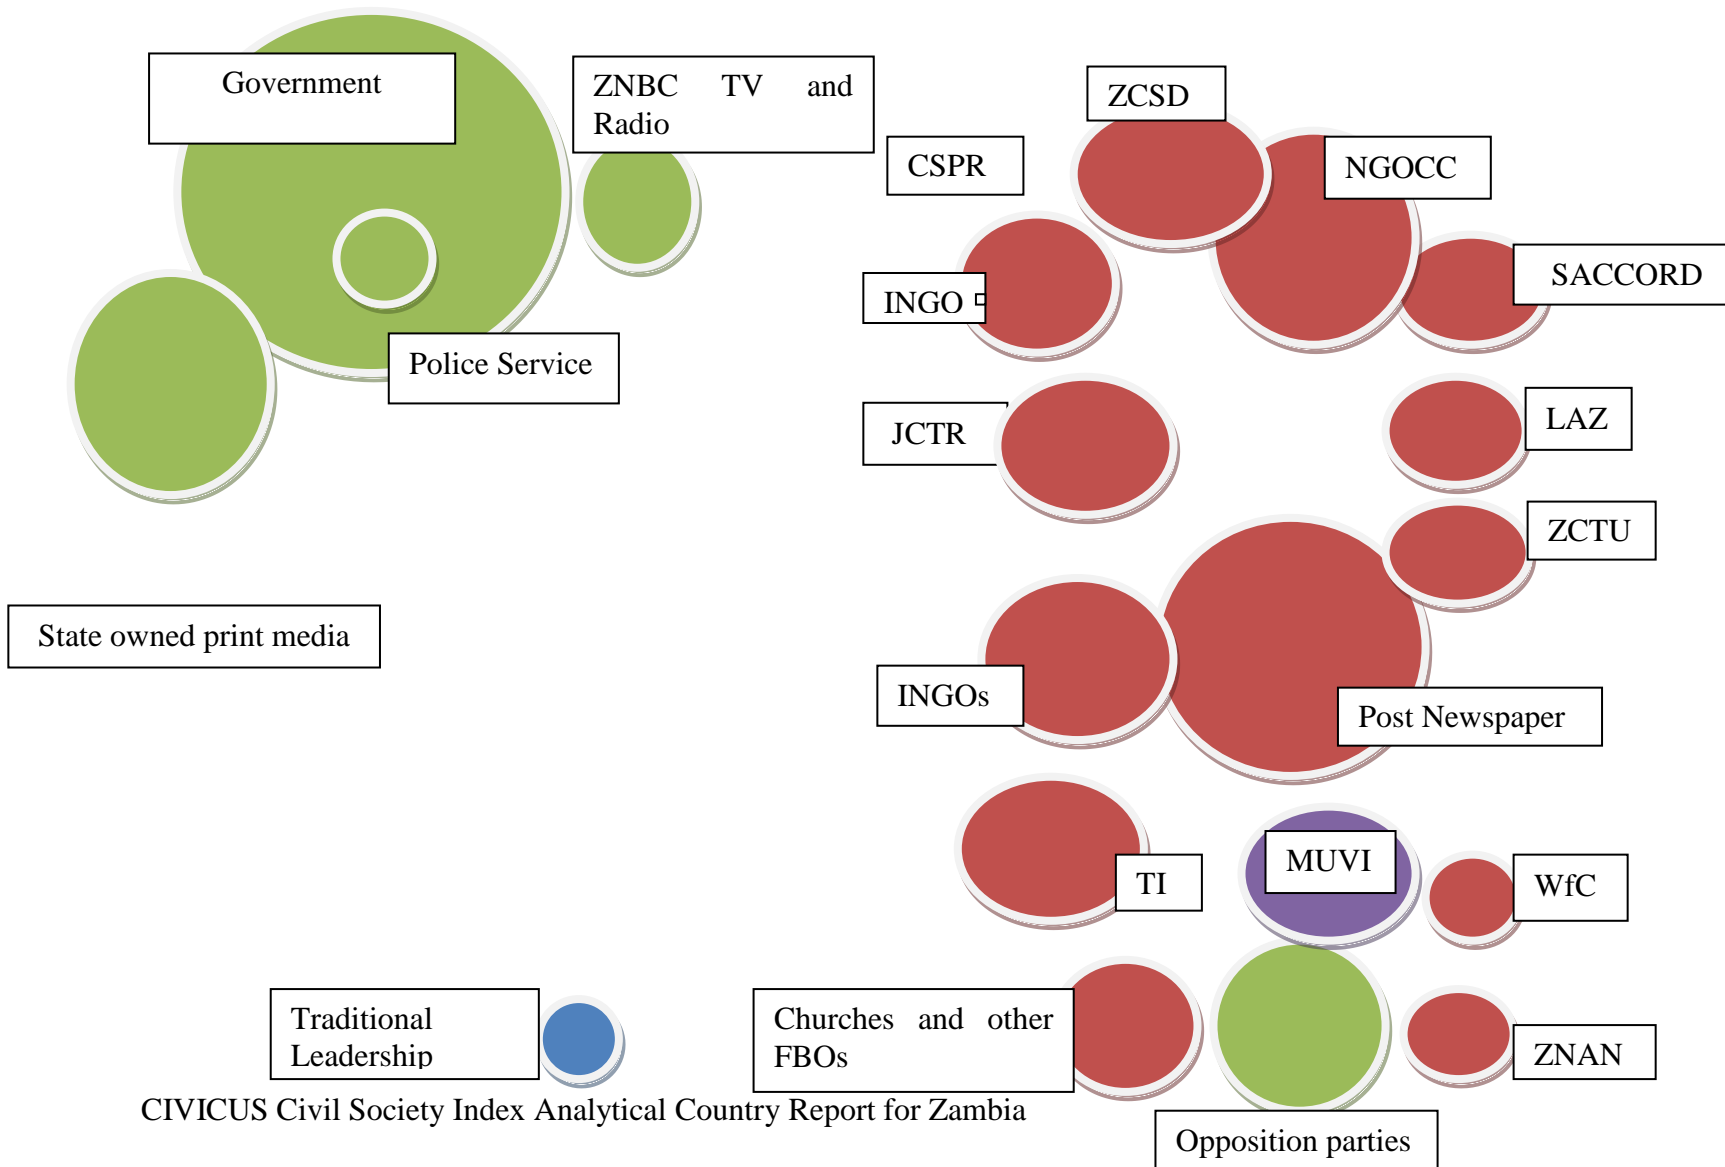 Government
ZNBC TV and
Radio
ZCSD
CSPR
NGOCC
SACCORD
INGO
Police Service
JCTR
LAZ
ZCTU
State owned print media
INGOs
Post Newspaper
MUVI
TI
WfC
Traditional
Leadership
Churches and other
FBOs
ZNAN
CIVICUS Civil Society Index Analytical Country Report for Zambia
Opposition parties